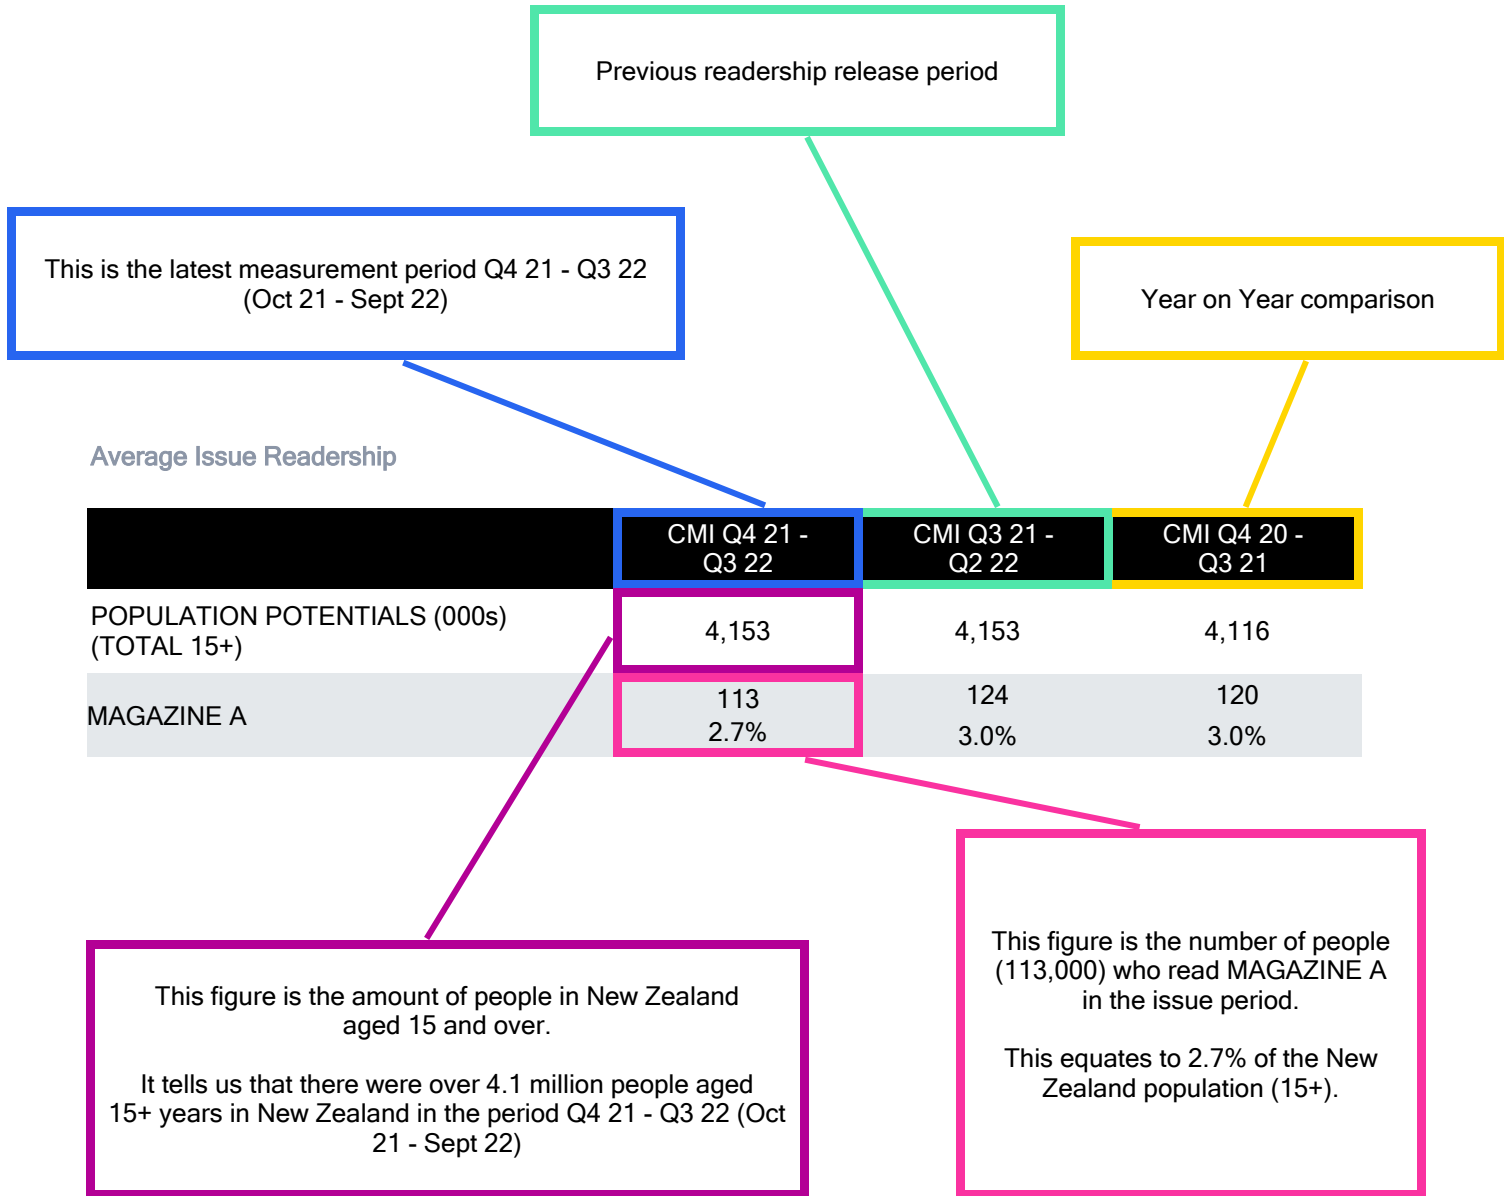 Previous readership release period
This is the latest measurement period Q4 21 - Q3 22
(Oct 21 - Sept 22)
Year on Year comparison
Average Issue Readership
CMI Q4 21 -
Q3 22
CMI Q3 21 -
Q2 22
CMI Q4 20 -
Q3 21
POPULATION POTENTIALS (000s)
(TOTAL 15+)
4,153
4,153
4,116
MAGAZINE A
113
2.7%
124
3.0%
120
3.0%
This figure is the amount of people in New Zealand
aged 15 and over.
It tells us that there were over 4.1 million people aged
15+ years in New Zealand in the period Q4 21 - Q3 22 (Oct
21 - Sept 22)
This figure is the number of people
(113,000) who read MAGAZINE A
in the issue period.
This equates to 2.7% of the New
Zealand population (15+).